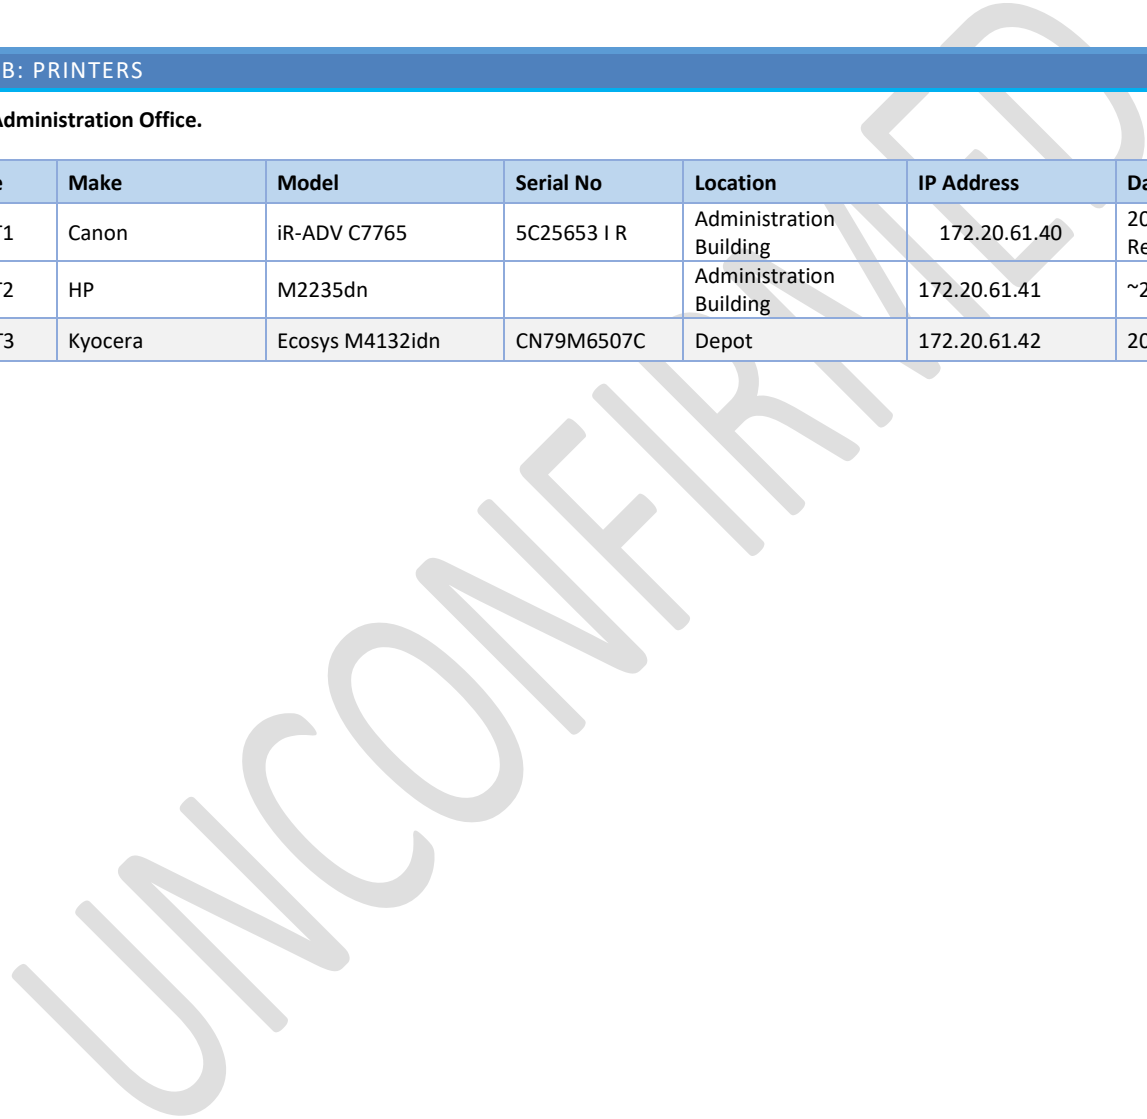 B: PRINTERS
Administration Office.
e Make Model Serial No Location IP Address Da
T1 Canon iR-ADV C7765 5C25653 I R Administration Building 172.20.61.40 20 Re
T2 HP M2235dn Administration Building 172.20.61.41 ~2
T3 Kyocera Ecosys M4132idn CN79M6507C Depot 172.20.61.42 20
UNCONFIRMED